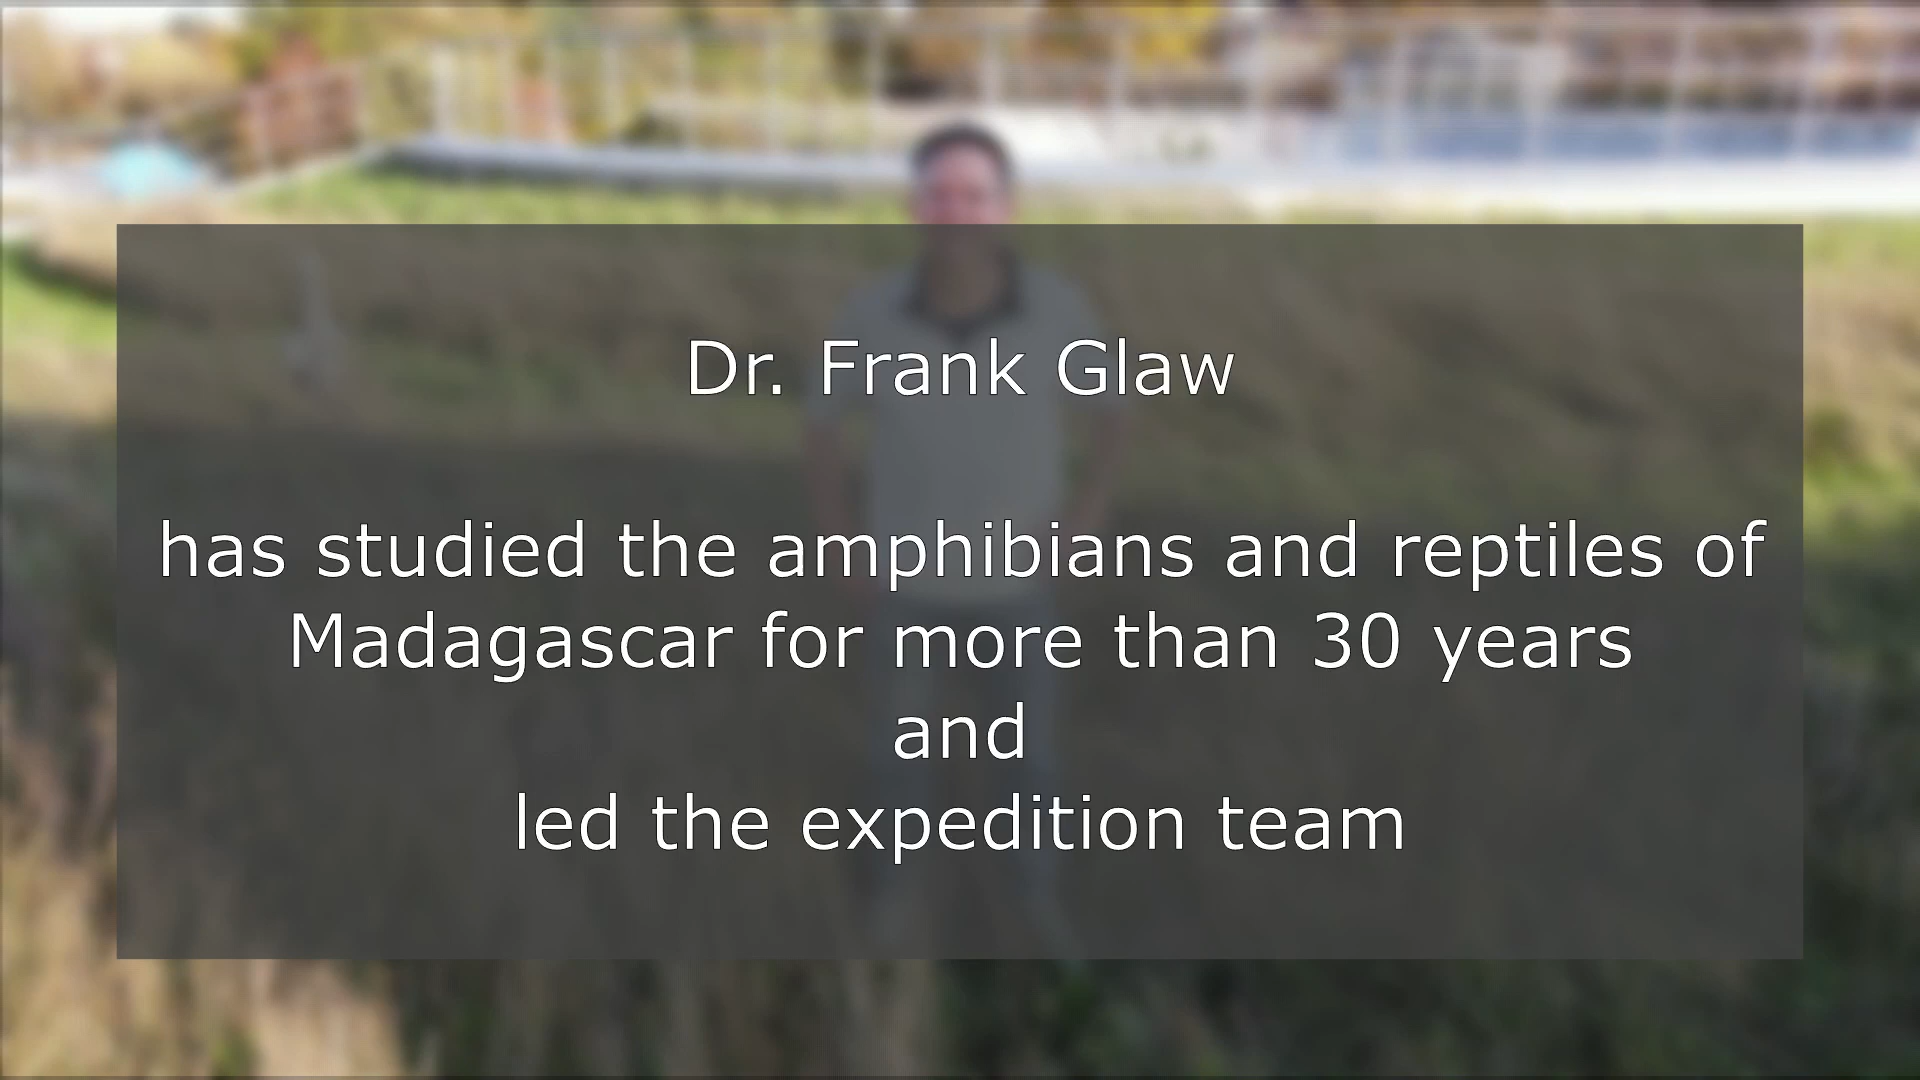 Dr. Frank Glaw
has studied the amphibians and reptiles of
Madagascar for more than 30 years
and
led the expedition team